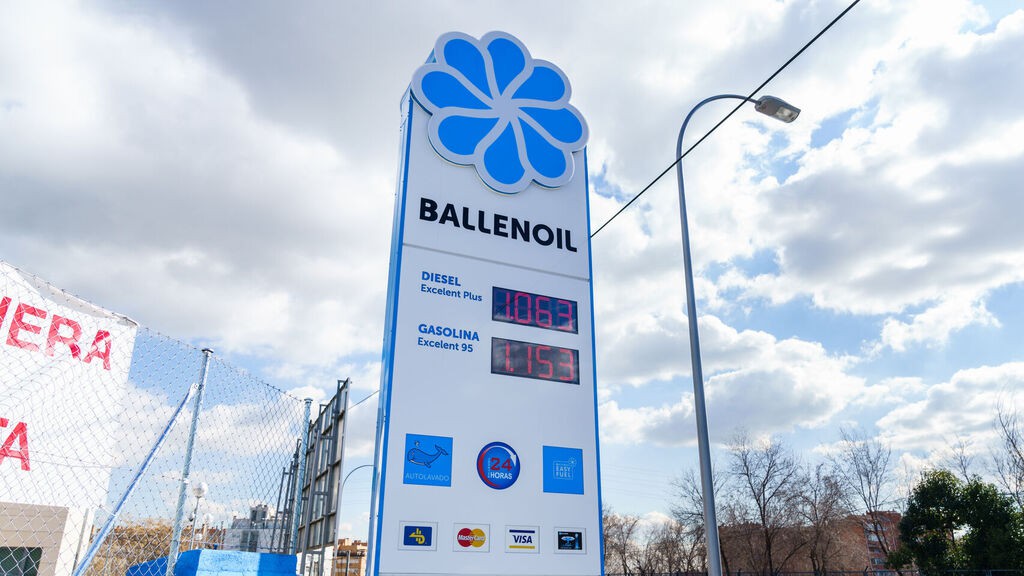 BALLENOIL
DIESEL
Excelent Plus
1.063
GASOLINA
Excelent 95
1.153
MERA
TA
AUTOLAVADO
24
HORAS
EASY
FUEL
MasterCard
VISA